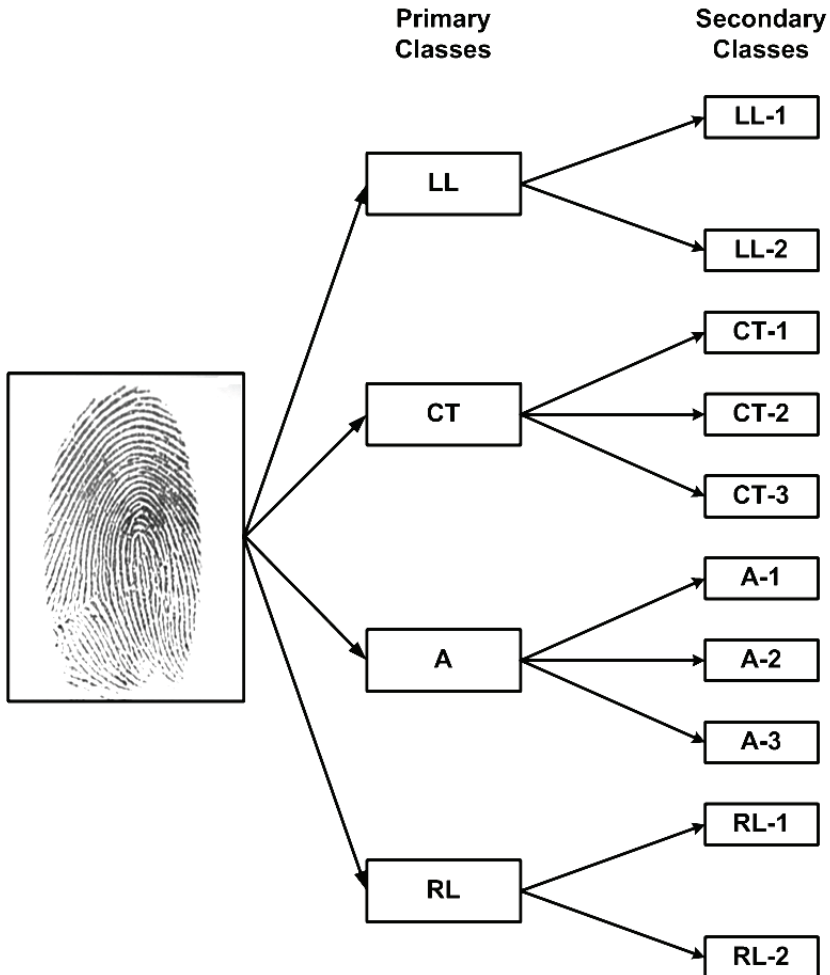 Primary
Classes
Secondary
Classes
LL
LL-1
LL-2
CT
CT-1
CT-2
CT-3
A
A-1
A-2
A-3
RL
RL-1
RL-2